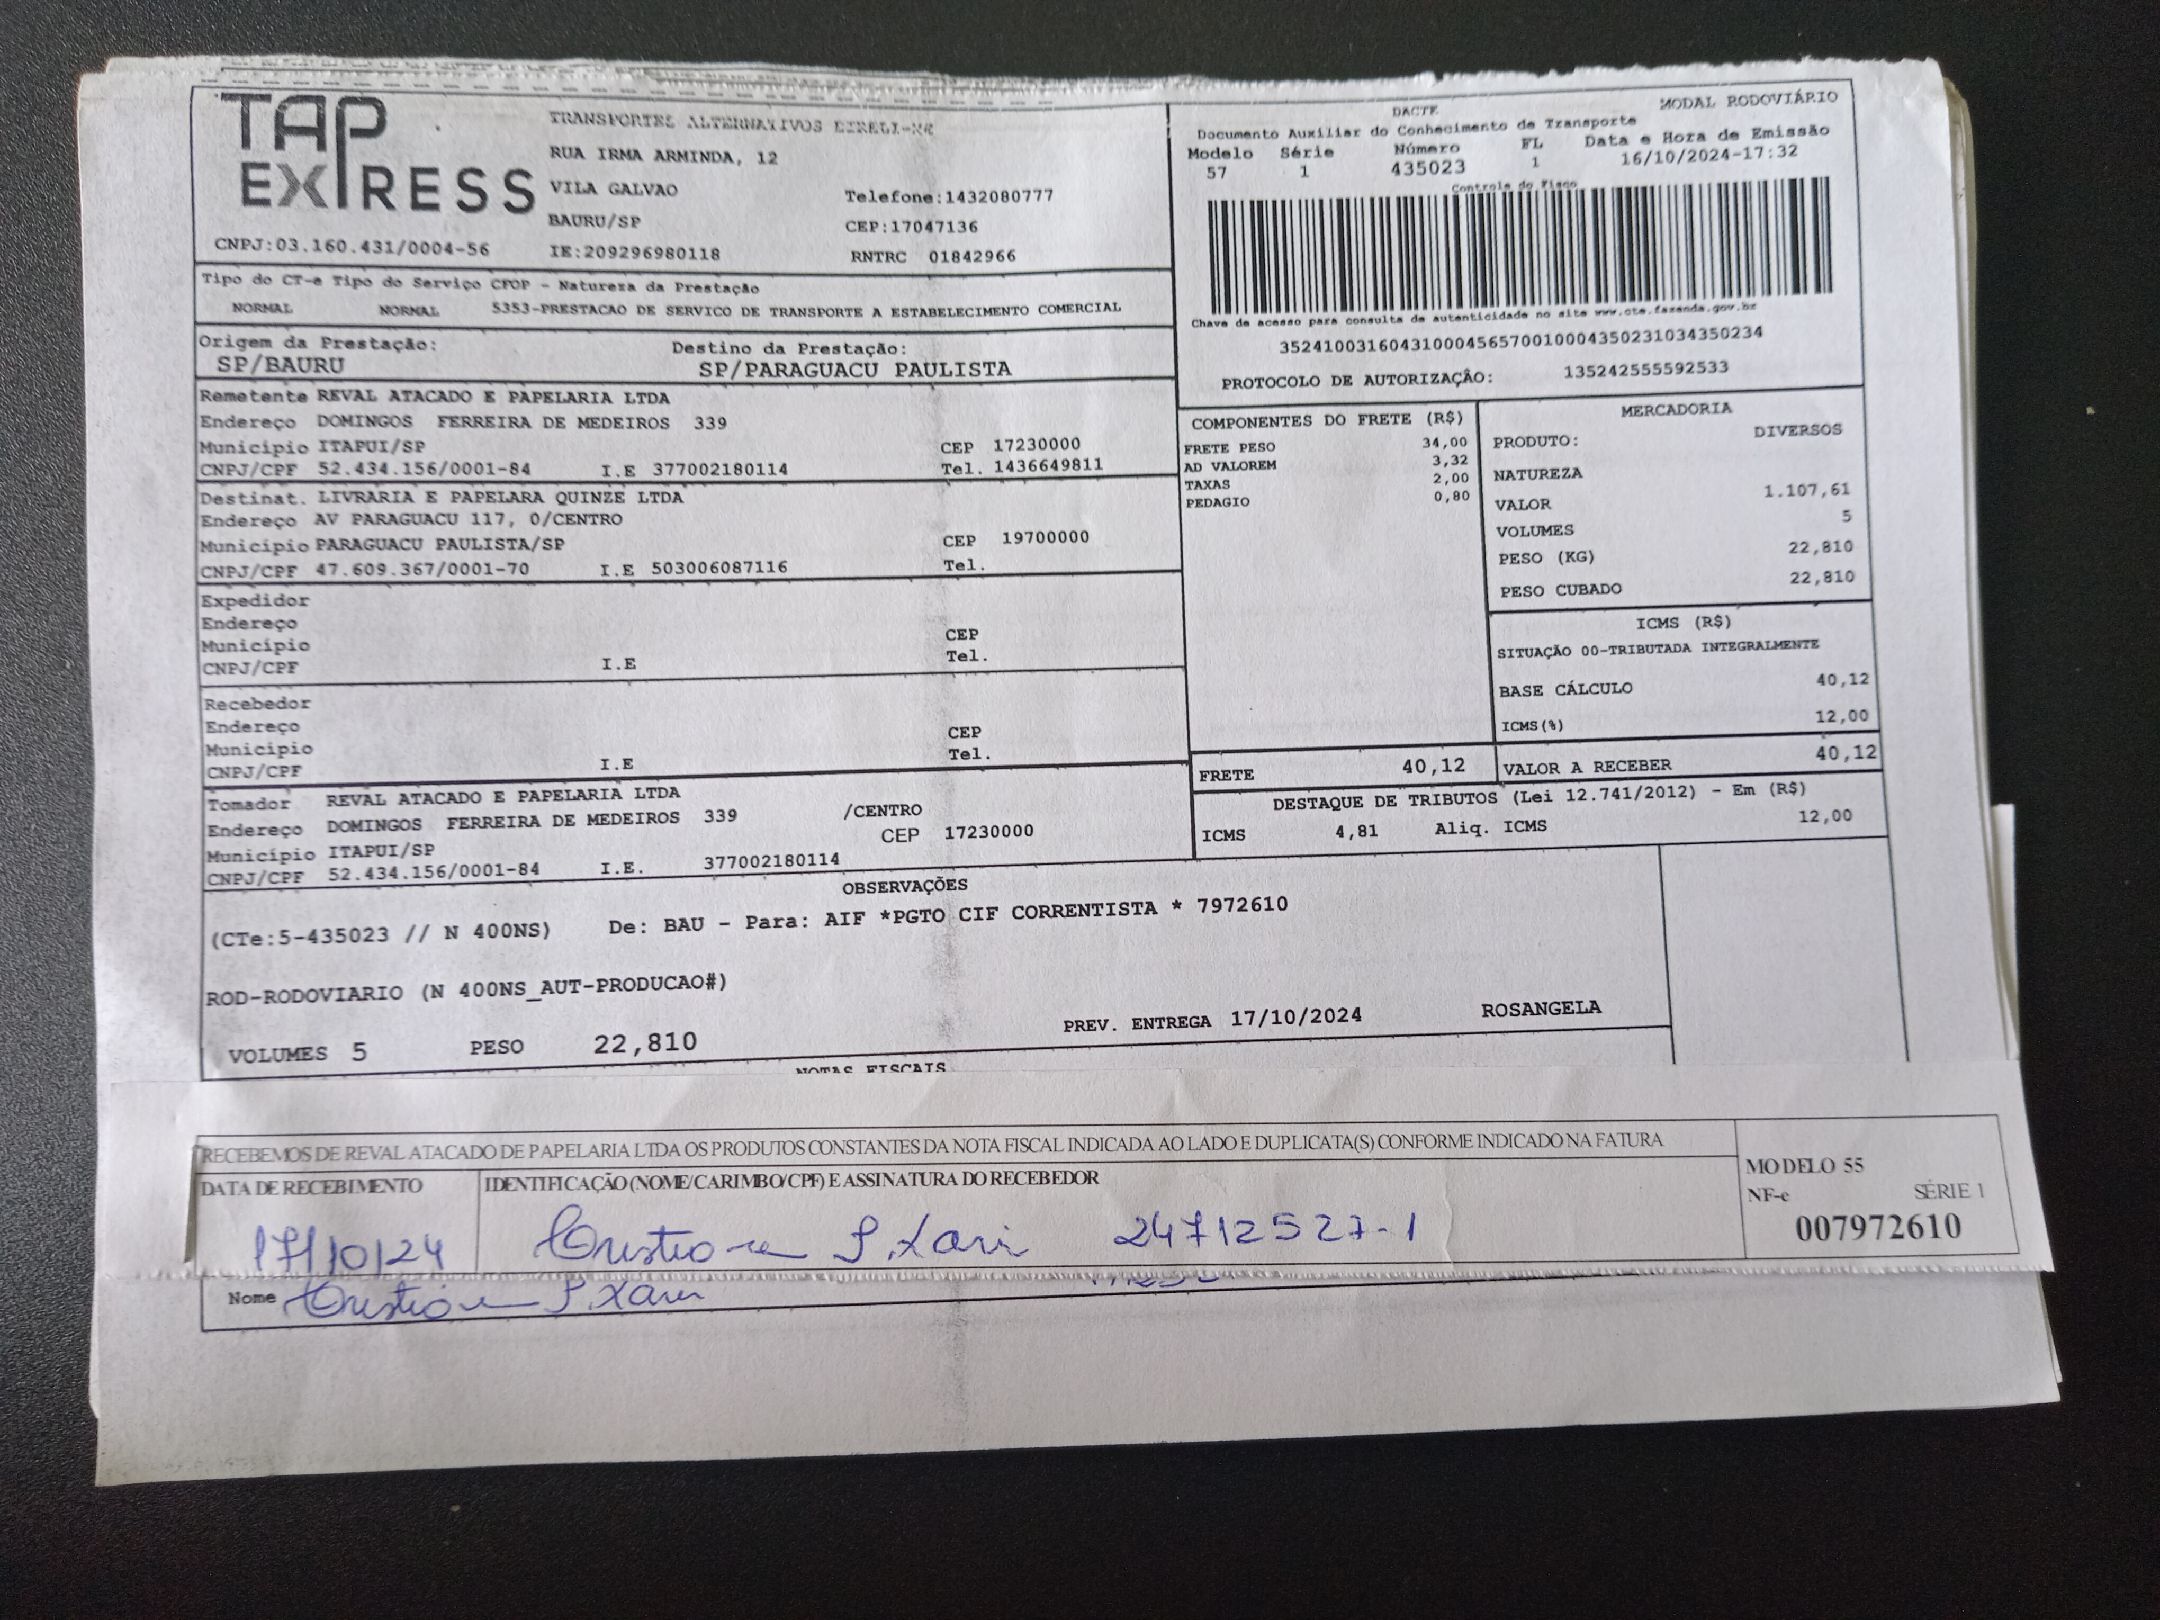 TAP EXPRESS
TRANSPORTES ALTERNATIVOS EIRELI
RUA IRMA ARMINDA, 12
VILA GALVAO Telefone:1432080777
BAURU/SP CEP:17047136
CNPJ:03.160.431/0004-56 IE:209296980118 RNTRC 01842966
DACTE MODAL RODOVIÁRIO
Documento Auxiliar do Conhecimento de Transporte
Modelo Série Número FL Data e Hora de Emissão
57 1 435023 1 16/10/2024-17:32
Controle do Fisco
Chave de acesso para consulta de autenticidade no site www.cte.fazenda.gov.br
35241003160431000456570010004350231034350234
PROTOCOLO DE AUTORIZAÇÃO: 135242555592533
Tipo do CT-e Tipo do Serviço CFOP - Natureza da Prestação
NORMAL NORMAL 5353-PRESTACAO DE SERVICO DE TRANSPORTE A ESTABELECIMENTO COMERCIAL
Origem da Prestação: Destino da Prestação:
SP/BAURU SP/PARAGUACU PAULISTA
Remetente REVAL ATACADO E PAPELARIA LTDA
Endereço DOMINGOS FERREIRA DE MEDEIROS 339
Município ITAPUI/SP CEP 17230000
CNPJ/CPF 52.434.156/0001-84 I.E 377002180114 Tel. 1436649811
Destinat. LIVRARIA E PAPELARA QUINZE LTDA
Endereço AV PARAGUACU 117, 0/CENTRO
Município PARAGUACU PAULISTA/SP CEP 19700000
CNPJ/CPF 47.609.367/0001-70 I.E 503006087116 Tel.
Expedidor
Endereço
Município CEP
CNPJ/CPF I.E Tel.
Recebedor
Endereço
Município CEP
CNPJ/CPF I.E Tel.
Tomador REVAL ATACADO E PAPELARIA LTDA
Endereço DOMINGOS FERREIRA DE MEDEIROS 339 /CENTRO
Município ITAPUI/SP CEP 17230000
CNPJ/CPF 52.434.156/0001-84 I.E. 377002180114
COMPONENTES DO FRETE (R$)
FRETE PESO 34,00
AD VALOREM 3,32
TAXAS 2,00
PEDAGIO 0,80
MERCADORIA
PRODUTO: DIVERSOS
NATUREZA
VALOR 1.107,61
VOLUMES 5
PESO (KG) 22,810
PESO CUBADO 22,810
ICMS (R$)
SITUAÇÃO 00-TRIBUTADA INTEGRALMENTE
BASE CÁLCULO 40,12
ICMS(%) 12,00
FRETE 40,12 VALOR A RECEBER 40,12
DESTAQUE DE TRIBUTOS (Lei 12.741/2012) - Em (R$)
ICMS 4,81 Aliq. ICMS 12,00
OBSERVAÇÕES
(CTe:5-435023 // N 400NS) De: BAU - Para: AIF *PGTO CIF CORRENTISTA * 7972610
ROD-RODOVIARIO (N 400NS_AUT-PRODUCAO#)
PREV. ENTREGA 17/10/2024 ROSANGELA
VOLUMES 5 PESO 22,810
NOTAS FISCAIS
RECEBEMOS DE REVAL ATACADO DE PAPELARIA LTDA OS PRODUTOS CONSTANTES DA NOTA FISCAL INDICADA AO LADO E DUPLICATA(S) CONFORME INDICADO NA FATURA
DATA DE RECEBIMENTO IDENTIFICAÇÃO (NOME/CARIMBO/CPF) E ASSINATURA DO RECEBEDOR
17/10/24 24712527-1
MODELO 55
NF-e SÉRIE 1
007972610
Nome